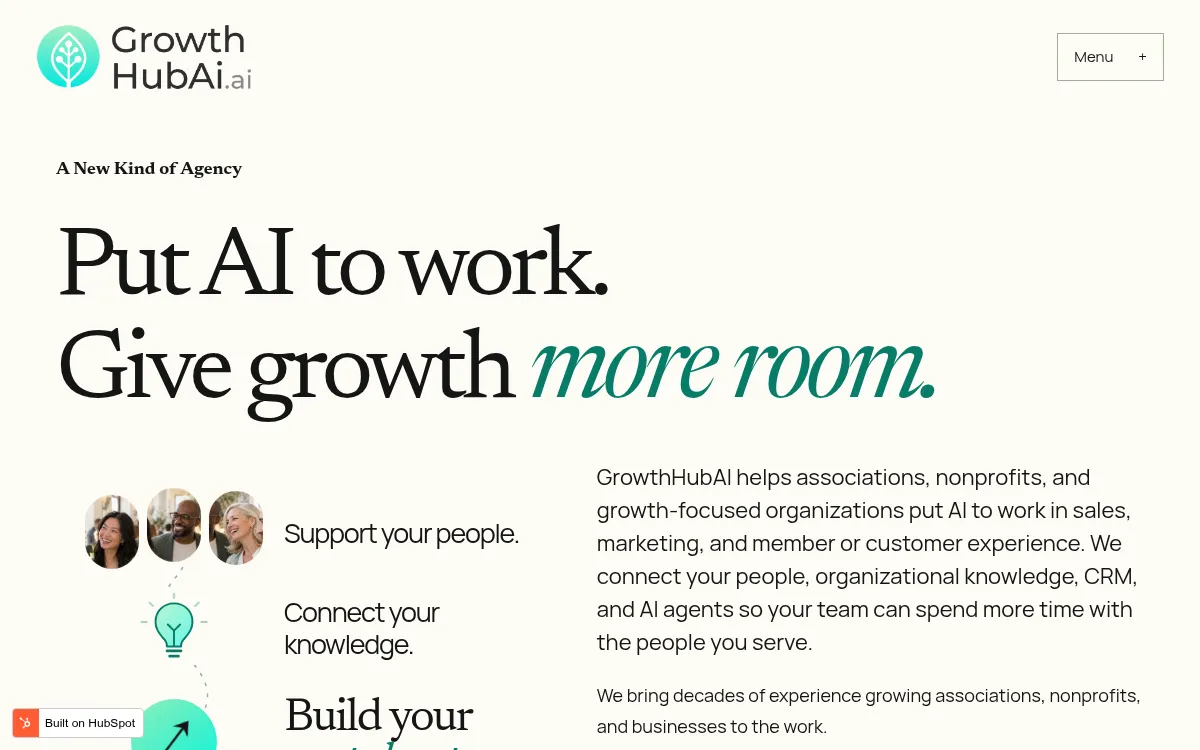 Growth
HubAi.ai
Menu +
A New Kind of Agency
Put AI to work.
Give growth more room.
Support your people.
Connect your
knowledge.
Build your
GrowthHubAI helps associations, nonprofits, and
growth-focused organizations put AI to work in sales,
marketing, and member or customer experience. We
connect your people, organizational knowledge, CRM,
and AI agents so your team can spend more time with
the people you serve.
We bring decades of experience growing associations, nonprofits,
and businesses to the work.
Built on HubSpot